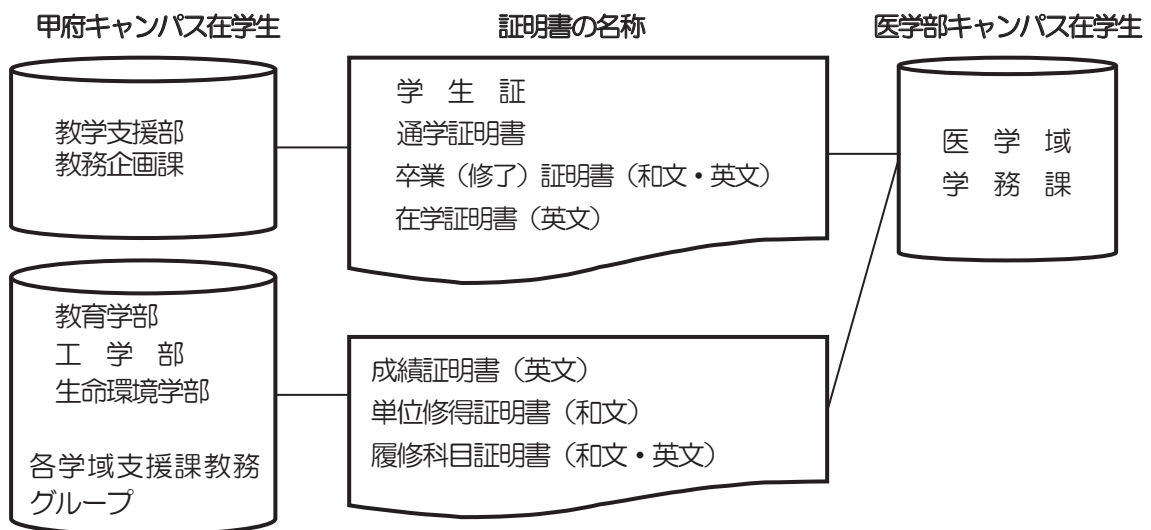 甲府キャンパス在学生
証明書の名称
医学部キャンパス在学生
教学支援部
教務企画課
学 生 証
通学証明書
卒業（修了）証明書（和文・英文）
在学証明書（英文）
医 学 域
学 務 課
教育学部
工 学 部
生命環境学部
各学域支援課教務
グループ
成績証明書（英文）
単位修得証明書（和文）
履修科目証明書（和文・英文）